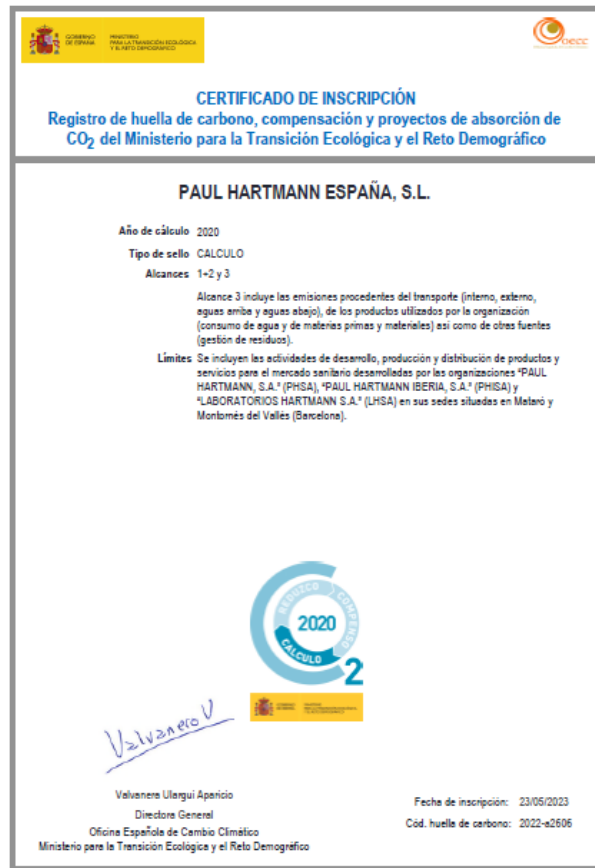 GOBIERNO
DE ESPAÑA
MINISTERIO
PARA LA TRANSICIÓN ECOLÓGICA
Y EL RETO DEMOGRÁFICO
oecc
CERTIFICADO DE INSCRIPCIÓN
Registro de huella de carbono, compensación y proyectos de absorción de
CO2 del Ministerio para la Transición Ecológica y el Reto Demográfico
PAUL HARTMANN ESPAÑA, S.L.
Año de cálculo 2020
Tipo de sello CALCULO
Alcances 1+2 y 3
Alcance 3 incluye las emisiones procedentes del transporte (interno, externo,
aguas arriba y aguas abajo), de los productos utilizados por la organización
(consumo de agua y de materias primas y materiales) asi como de otras fuentes
(gestión de residuos).
Límites Se incluyen las actividades de desarrollo, producción y distribución de productos y
servicios para el mercado sanitario desarrolladas por las organizaciones "PAUL
HARTMANN, S.A." (PHSA), "PAUL HARTMANN IBERIA, S.A." (PHISA) y
"LABORATORIOS HARTMANN S.A." (LHSA) en sus sedes situadas en Mataró y
Montornés del Vallés (Barcelona).
REDUZCO
COMPENSO
2020
CALCULO
2
Valvanera U
Valvanera Ulargui Aparicio
Directora General
Oficina Española de Cambio Climático
Ministerio para la Transición Ecológica y el Reto Demográfico
Fecha de inscripción: 23/05/2023
Cód. huella de carbono: 2022-a2606